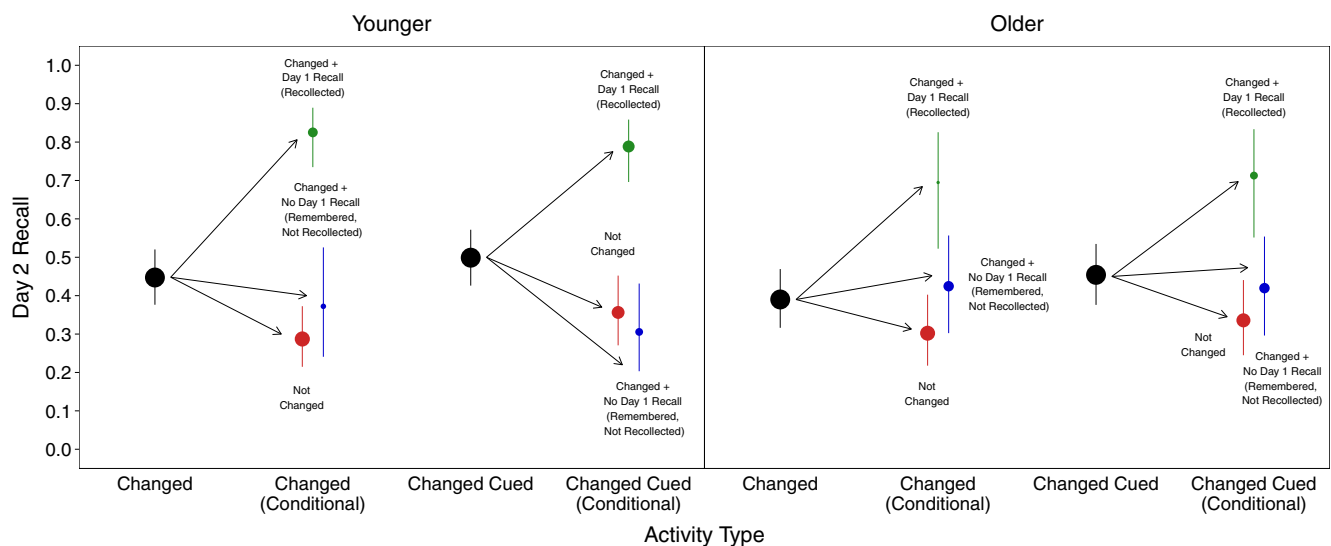 Younger
Older
Day 2 Recall
1.0
0.9
0.8
0.7
0.6
0.5
0.4
0.3
0.2
0.1
0.0
Changed +
Day 1 Recall
(Recollected)
Changed +
No Day 1 Recall
(Remembered,
Not Recollected)
Not
Changed
Changed +
Day 1 Recall
(Recollected)
Not
Changed
Changed +
No Day 1 Recall
(Remembered,
Not Recollected)
Changed +
Day 1 Recall
(Recollected)
Changed +
No Day 1 Recall
(Remembered,
Not Recollected)
Not
Changed
Changed +
Day 1 Recall
(Recollected)
Not
Changed
Changed +
No Day 1 Recall
(Remembered,
Not Recollected)
Changed
Changed
(Conditional)
Changed Cued
Changed Cued
(Conditional)
Changed
Changed
(Conditional)
Changed Cued
Changed Cued
(Conditional)
Activity Type